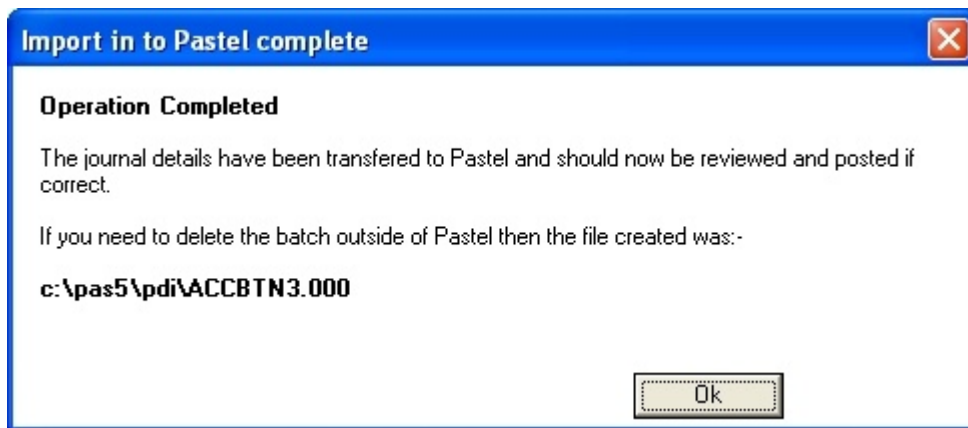 Import in to Pastel complete
Operation Completed
The journal details have been transfered to Pastel and should now be reviewed and posted if
correct.
If you need to delete the batch outside of Pastel then the file created was:-
c:\pas5\pdi\ACCBTN3.000
Ok